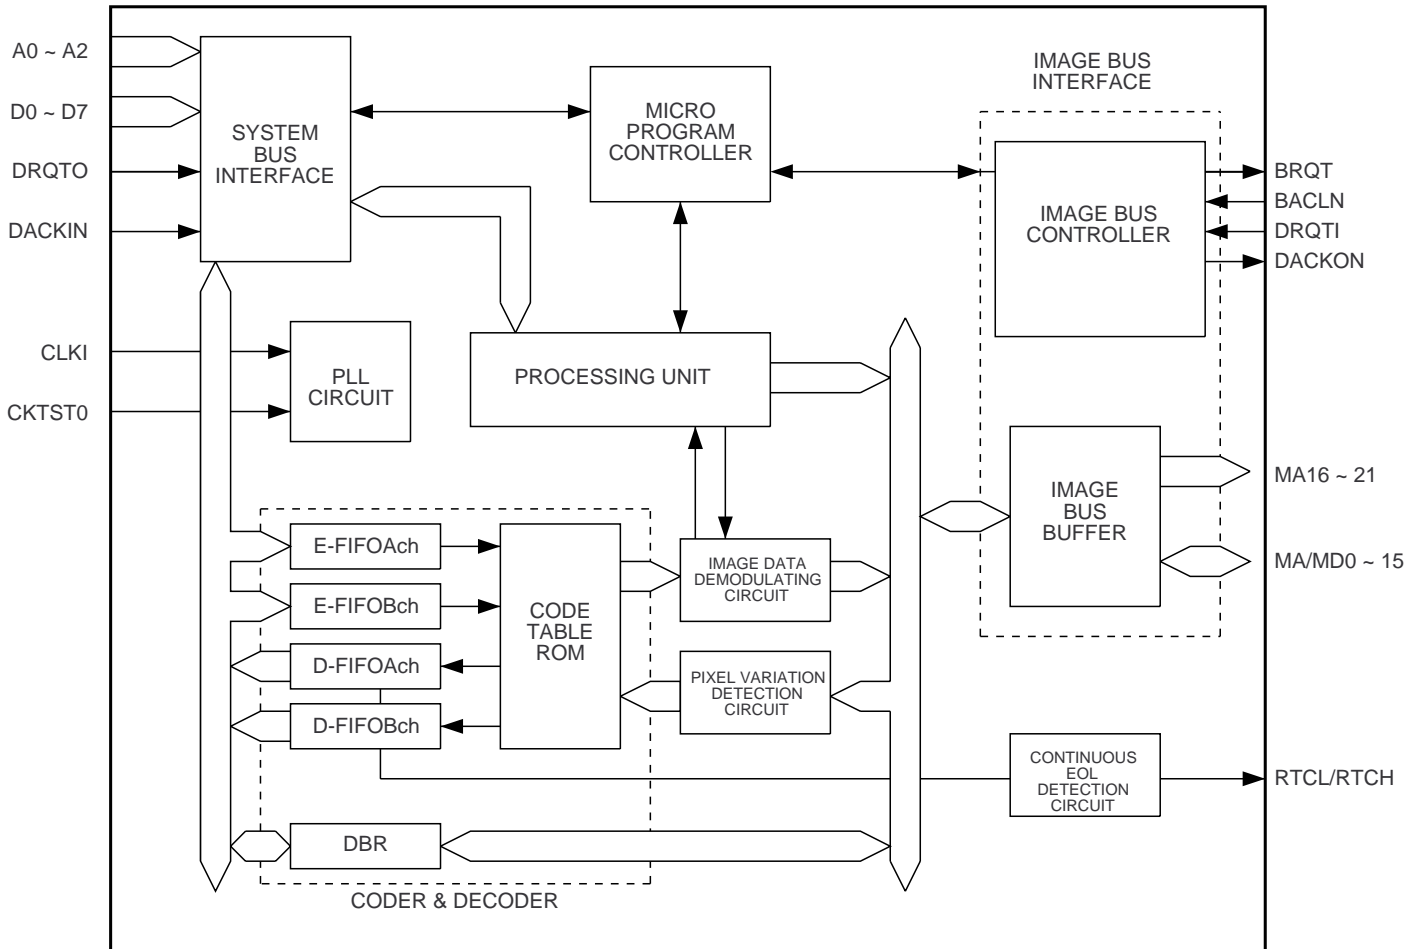 A0 ~ A2
D0 ~ D7
DRQTO
DACKIN
CLKI
CKTST0
SYSTEM
BUS
INTERFACE
MICRO
PROGRAM
CONTROLLER
IMAGE BUS
INTERFACE
IMAGE BUS
CONTROLLER
BRQT
BACLN
DRQTI
DACKON
PLL
CIRCUIT
PROCESSING UNIT
IMAGE
BUS
BUFFER
MA16 ~ 21
MA/MD0 ~ 15
E-FIFOAch
E-FIFOBch
D-FIFOAch
D-FIFOBch
CODE
TABLE
ROM
IMAGE DATA
DEMODULATING
CIRCUIT
PIXEL VARIATION
DETECTION
CIRCUIT
CONTINUOUS
EOL
DETECTION
CIRCUIT
RTCL/RTCH
DBR
CODER & DECODER